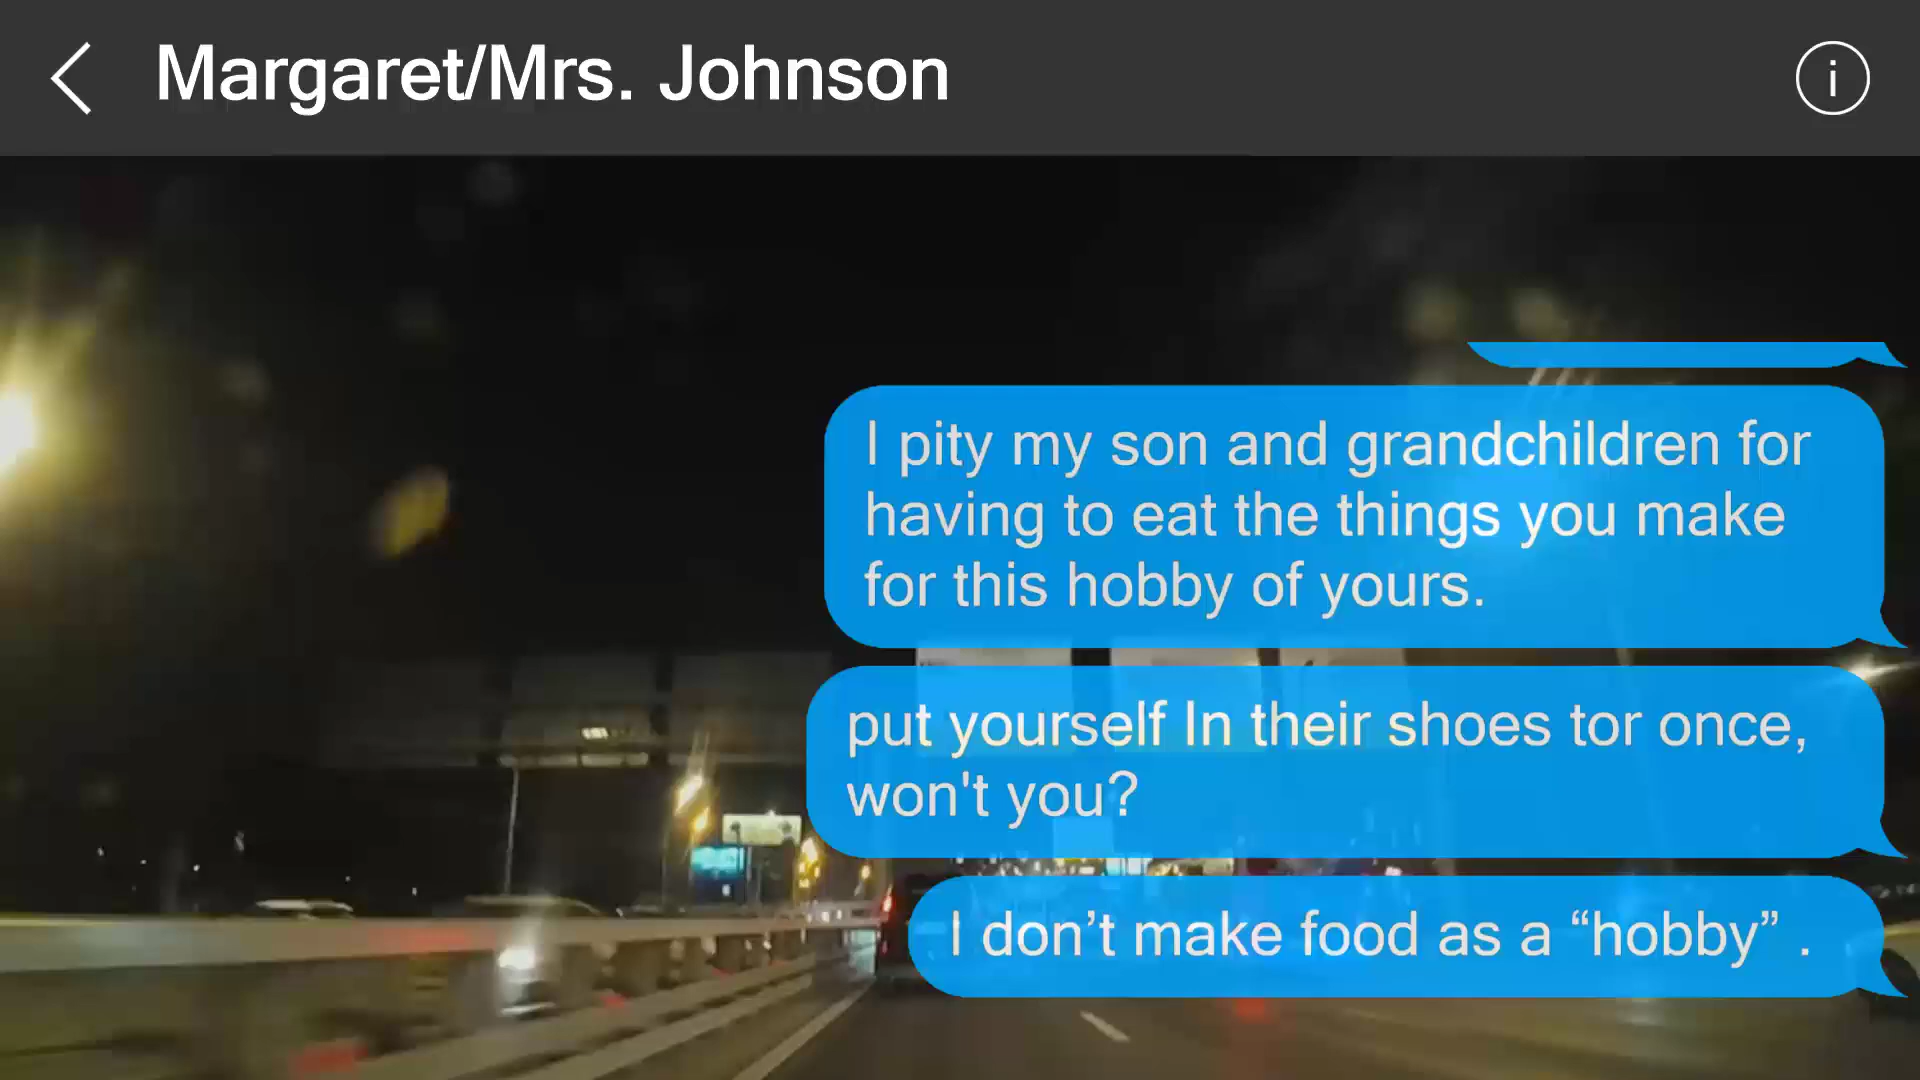 Margaret/Mrs. Johnson
i
I pity my son and grandchildren for
having to eat the things you make
for this hobby of yours.
put yourself In their shoes tor once,
won't you?
I don’t make food as a “hobby” .